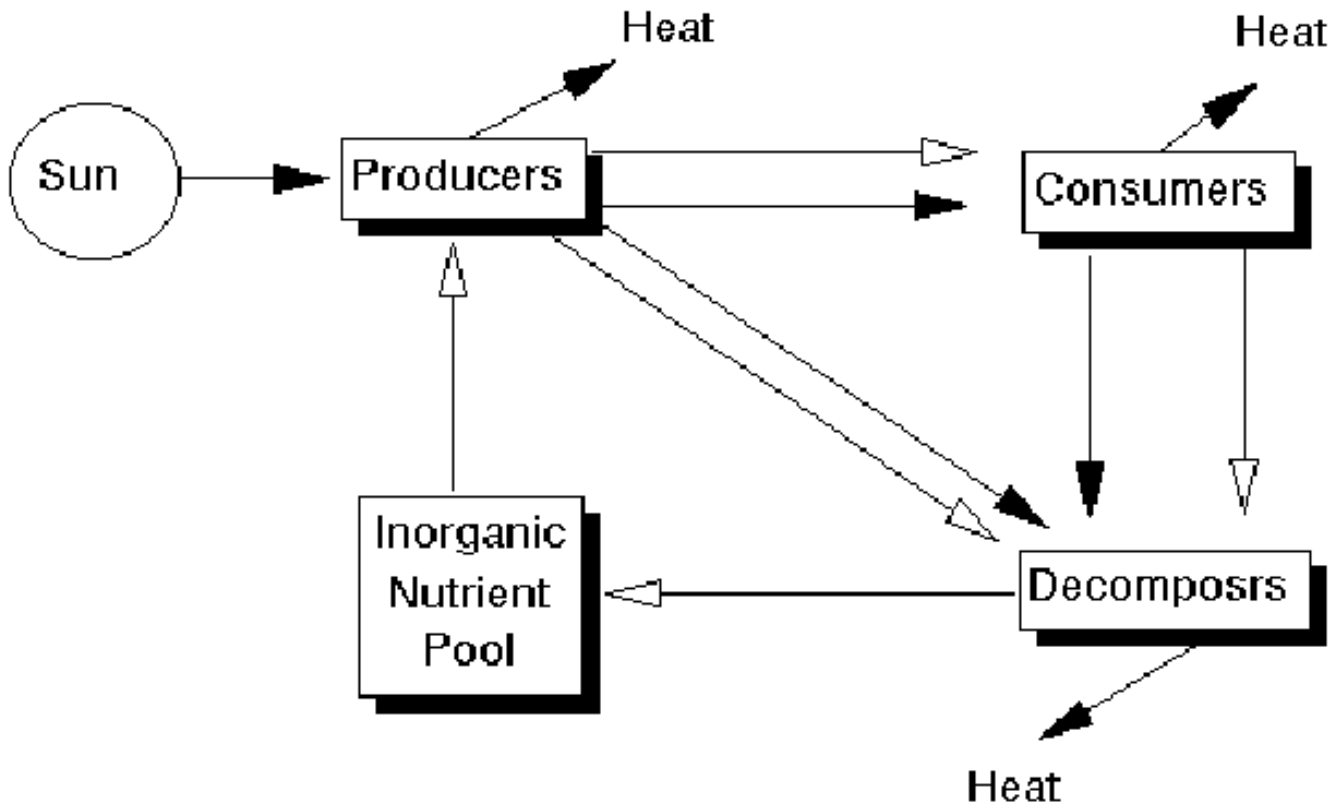 Heat
Heat
Sun
Producers
Consumers
Inorganic
Nutrient
Pool
Decomposrs
Heat